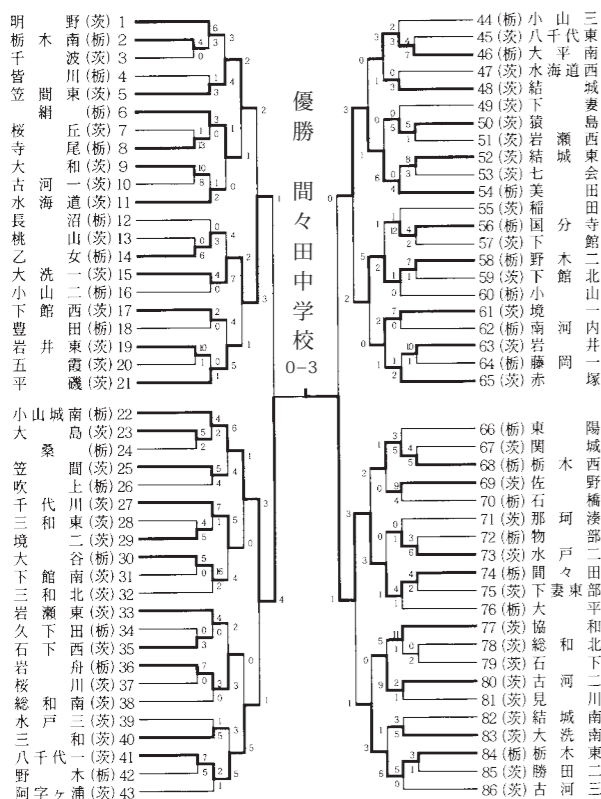 明野(茨)1
栃木南(栃)2
千波(茨)3
皆川(栃)4
笠間東(茨)5
絹(栃)6
桜丘(茨)7
寺尾(栃)8
大和(茨)9
古河一(茨)10
水海道(茨)11
長沼(栃)12
桃山(茨)13
乙女(栃)14
大洗一(茨)15
小山二(栃)16
下館西(茨)17
豊田(栃)18
岩井東(茨)19
五霞(茨)20
平磯(茨)21
小山城南(栃)22
大島(茨)23
桑(栃)24
笠間(茨)25
吹上(栃)26
千代川(茨)27
三和東(茨)28
境二(茨)29
大谷(栃)30
下館南(茨)31
三和北(茨)32
岩瀬東(茨)33
久下田(栃)34
石下西(茨)35
岩舟(栃)36
桜川(茨)37
総和南(茨)38
水戸三(茨)39
三和(茨)40
八千代一(茨)41
野木(栃)42
阿字ヶ浦(茨)43
優勝 間々田中学校
0-3
44(栃)小山三
45(茨)八千代東
46(栃)大平南
47(茨)水海道西
48(茨)結城
49(茨)下妻
50(茨)猿島
51(茨)岩瀬西
52(茨)結城東
53(茨)七会
54(栃)美田
55(茨)稲田
56(栃)国分寺
57(茨)下館
58(栃)野木二
59(茨)下館北
60(栃)小山
61(茨)境一
62(栃)南河内
63(茨)岩井
64(栃)藤岡一
65(茨)赤塚
66(栃)東陽
67(茨)関城
68(栃)栃木西
69(茨)佐野
70(栃)石橋
71(茨)那珂湊
72(栃)物部
73(茨)水戸二
74(栃)間々田
75(茨)下妻東部
76(栃)大平
77(茨)協和
78(茨)総和北
79(茨)石下
80(茨)古河二
81(茨)見川
82(茨)結城南
83(茨)大洗南
84(栃)栃木東
85(茨)勝田二
86(茨)古河三